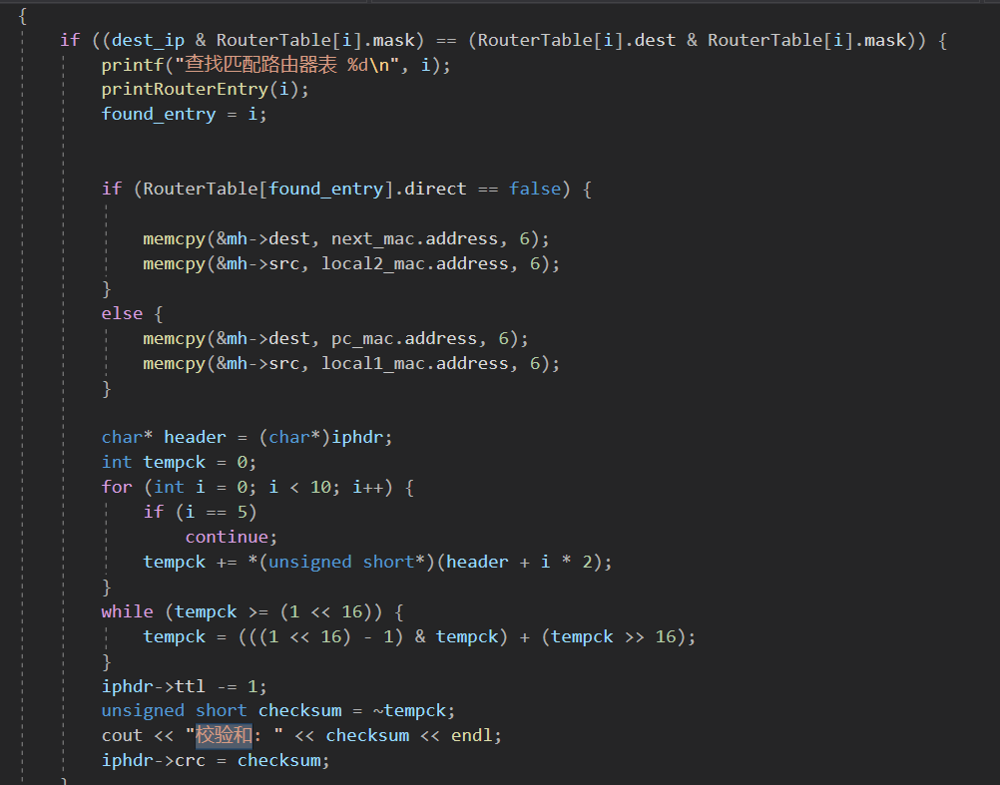 {
if ((dest_ip & RouterTable[i].mask) == (RouterTable[i].dest & RouterTable[i].mask)) {
printf("查找匹配路由器表 %d\n", i);
printRouterEntry(i);
found_entry = i;
if (RouterTable[found_entry].direct == false) {
memcpy(&mh->dest, next_mac.address, 6);
memcpy(&mh->src, local2_mac.address, 6);
}
else {
memcpy(&mh->dest, pc_mac.address, 6);
memcpy(&mh->src, local1_mac.address, 6);
}
char* header = (char*)iphdr;
int tempck = 0;
for (int i = 0; i < 10; i++) {
if (i == 5)
continue;
tempck += *(unsigned short*)(header + i * 2);
}
while (tempck >= (1 << 16)) {
tempck = (((1 << 16) - 1) & tempck) + (tempck >> 16);
}
iphdr->ttl -= 1;
unsigned short checksum = ~tempck;
cout << "校验和: " << checksum << endl;
iphdr->crc = checksum;
}